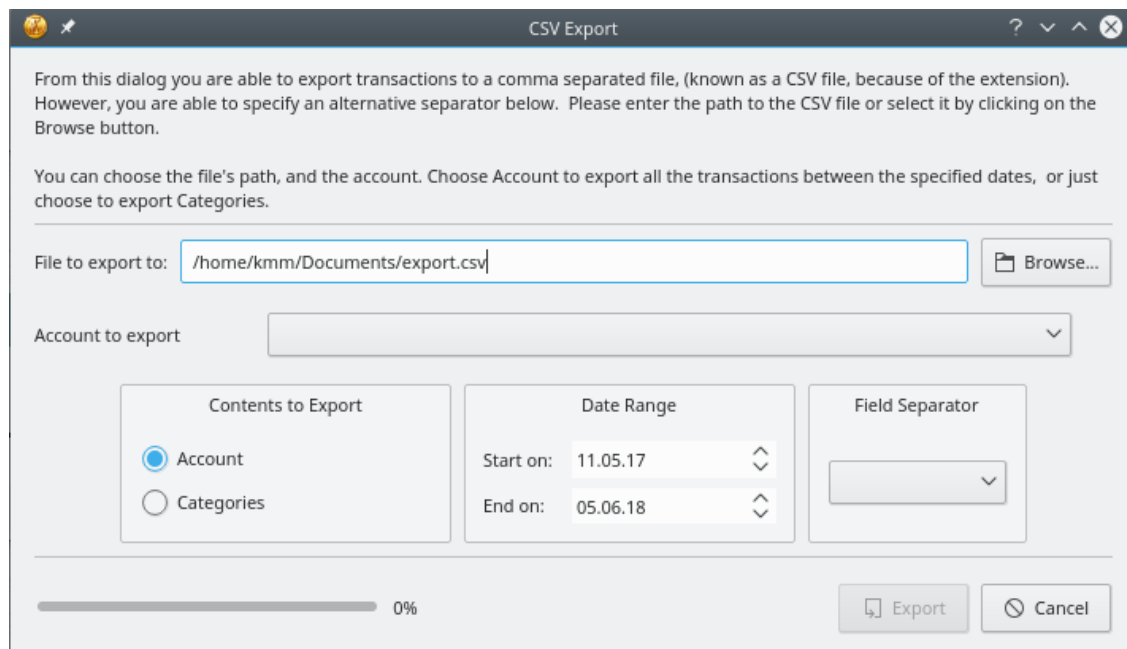 CSV Export
From this dialog you are able to export transactions to a comma separated file, (known as a CSV file, because of the extension).
However, you are able to specify an alternative separator below.  Please enter the path to the CSV file or select it by clicking on the
Browse button.
You can choose the file's path, and the account. Choose Account to export all the transactions between the specified dates,  or just
choose to export Categories.
File to export to: /home/kmm/Documents/export.csv Browse...
Account to export
Contents to Export Date Range Field Separator
Account Start on: 11.05.17
Categories End on: 05.06.18
0% Export Cancel